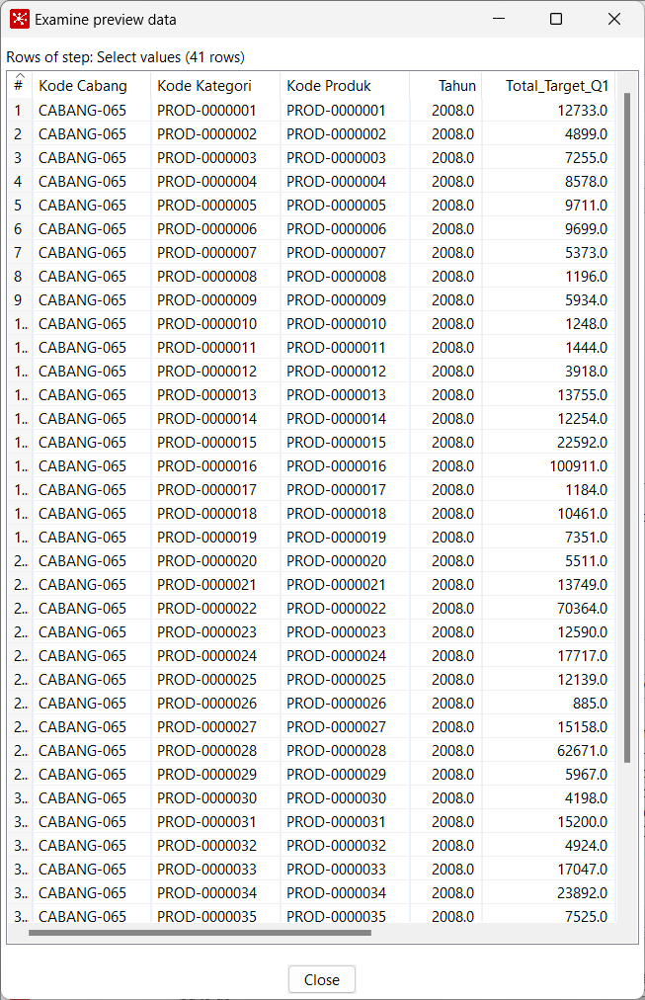 Examine preview data
Rows of step: Select values (41 rows)
# Kode Cabang Kode Kategori Kode Produk Tahun Total_Target_Q1
1 CABANG-065 PROD-0000001 PROD-0000001 2008.0 12733.0
2 CABANG-065 PROD-0000002 PROD-0000002 2008.0 4899.0
3 CABANG-065 PROD-0000003 PROD-0000003 2008.0 7255.0
4 CABANG-065 PROD-0000004 PROD-0000004 2008.0 8578.0
5 CABANG-065 PROD-0000005 PROD-0000005 2008.0 9711.0
6 CABANG-065 PROD-0000006 PROD-0000006 2008.0 9699.0
7 CABANG-065 PROD-0000007 PROD-0000007 2008.0 5373.0
8 CABANG-065 PROD-0000008 PROD-0000008 2008.0 1196.0
9 CABANG-065 PROD-0000009 PROD-0000009 2008.0 5934.0
1.. CABANG-065 PROD-0000010 PROD-0000010 2008.0 1248.0
1.. CABANG-065 PROD-0000011 PROD-0000011 2008.0 1444.0
1.. CABANG-065 PROD-0000012 PROD-0000012 2008.0 3918.0
1.. CABANG-065 PROD-0000013 PROD-0000013 2008.0 13755.0
1.. CABANG-065 PROD-0000014 PROD-0000014 2008.0 12254.0
1.. CABANG-065 PROD-0000015 PROD-0000015 2008.0 22592.0
1.. CABANG-065 PROD-0000016 PROD-0000016 2008.0 100911.0
1.. CABANG-065 PROD-0000017 PROD-0000017 2008.0 1184.0
1.. CABANG-065 PROD-0000018 PROD-0000018 2008.0 10461.0
1.. CABANG-065 PROD-0000019 PROD-0000019 2008.0 7351.0
2.. CABANG-065 PROD-0000020 PROD-0000020 2008.0 5511.0
2.. CABANG-065 PROD-0000021 PROD-0000021 2008.0 13749.0
2.. CABANG-065 PROD-0000022 PROD-0000022 2008.0 70364.0
2.. CABANG-065 PROD-0000023 PROD-0000023 2008.0 12590.0
2.. CABANG-065 PROD-0000024 PROD-0000024 2008.0 17717.0
2.. CABANG-065 PROD-0000025 PROD-0000025 2008.0 12139.0
2.. CABANG-065 PROD-0000026 PROD-0000026 2008.0 885.0
2.. CABANG-065 PROD-0000027 PROD-0000027 2008.0 15158.0
2.. CABANG-065 PROD-0000028 PROD-0000028 2008.0 62671.0
2.. CABANG-065 PROD-0000029 PROD-0000029 2008.0 5967.0
3.. CABANG-065 PROD-0000030 PROD-0000030 2008.0 4198.0
3.. CABANG-065 PROD-0000031 PROD-0000031 2008.0 15200.0
3.. CABANG-065 PROD-0000032 PROD-0000032 2008.0 4924.0
3.. CABANG-065 PROD-0000033 PROD-0000033 2008.0 17047.0
3.. CABANG-065 PROD-0000034 PROD-0000034 2008.0 23892.0
3.. CABANG-065 PROD-0000035 PROD-0000035 2008.0 7525.0
Close